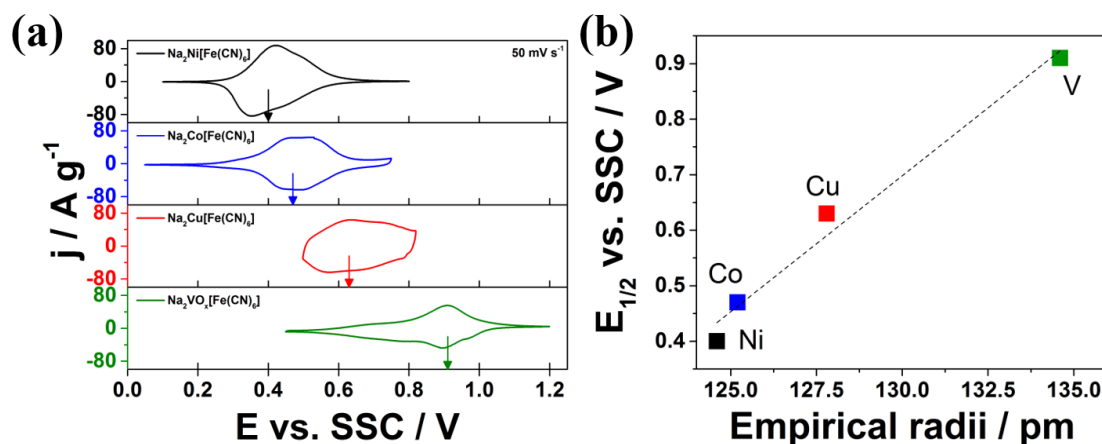 (a)
80
0
-80
Na₂Ni[Fe(CN)₆]
50 mV s⁻¹
80
0
-80
Na₂Co[Fe(CN)₆]
80
0
-80
Na₂Cu[Fe(CN)₆]
80
0
-80
Na₂VOₓ[Fe(CN)₆]
j / A g⁻¹
0.0 0.2 0.4 0.6 0.8 1.0 1.2
E vs. SSC / V
(b)
0.9
0.8
0.7
0.6
0.5
0.4
E₁/₂ vs. SSC / V
V
Cu
Co
Ni
125.0 127.5 130.0 132.5 135.0
Empirical radii / pm